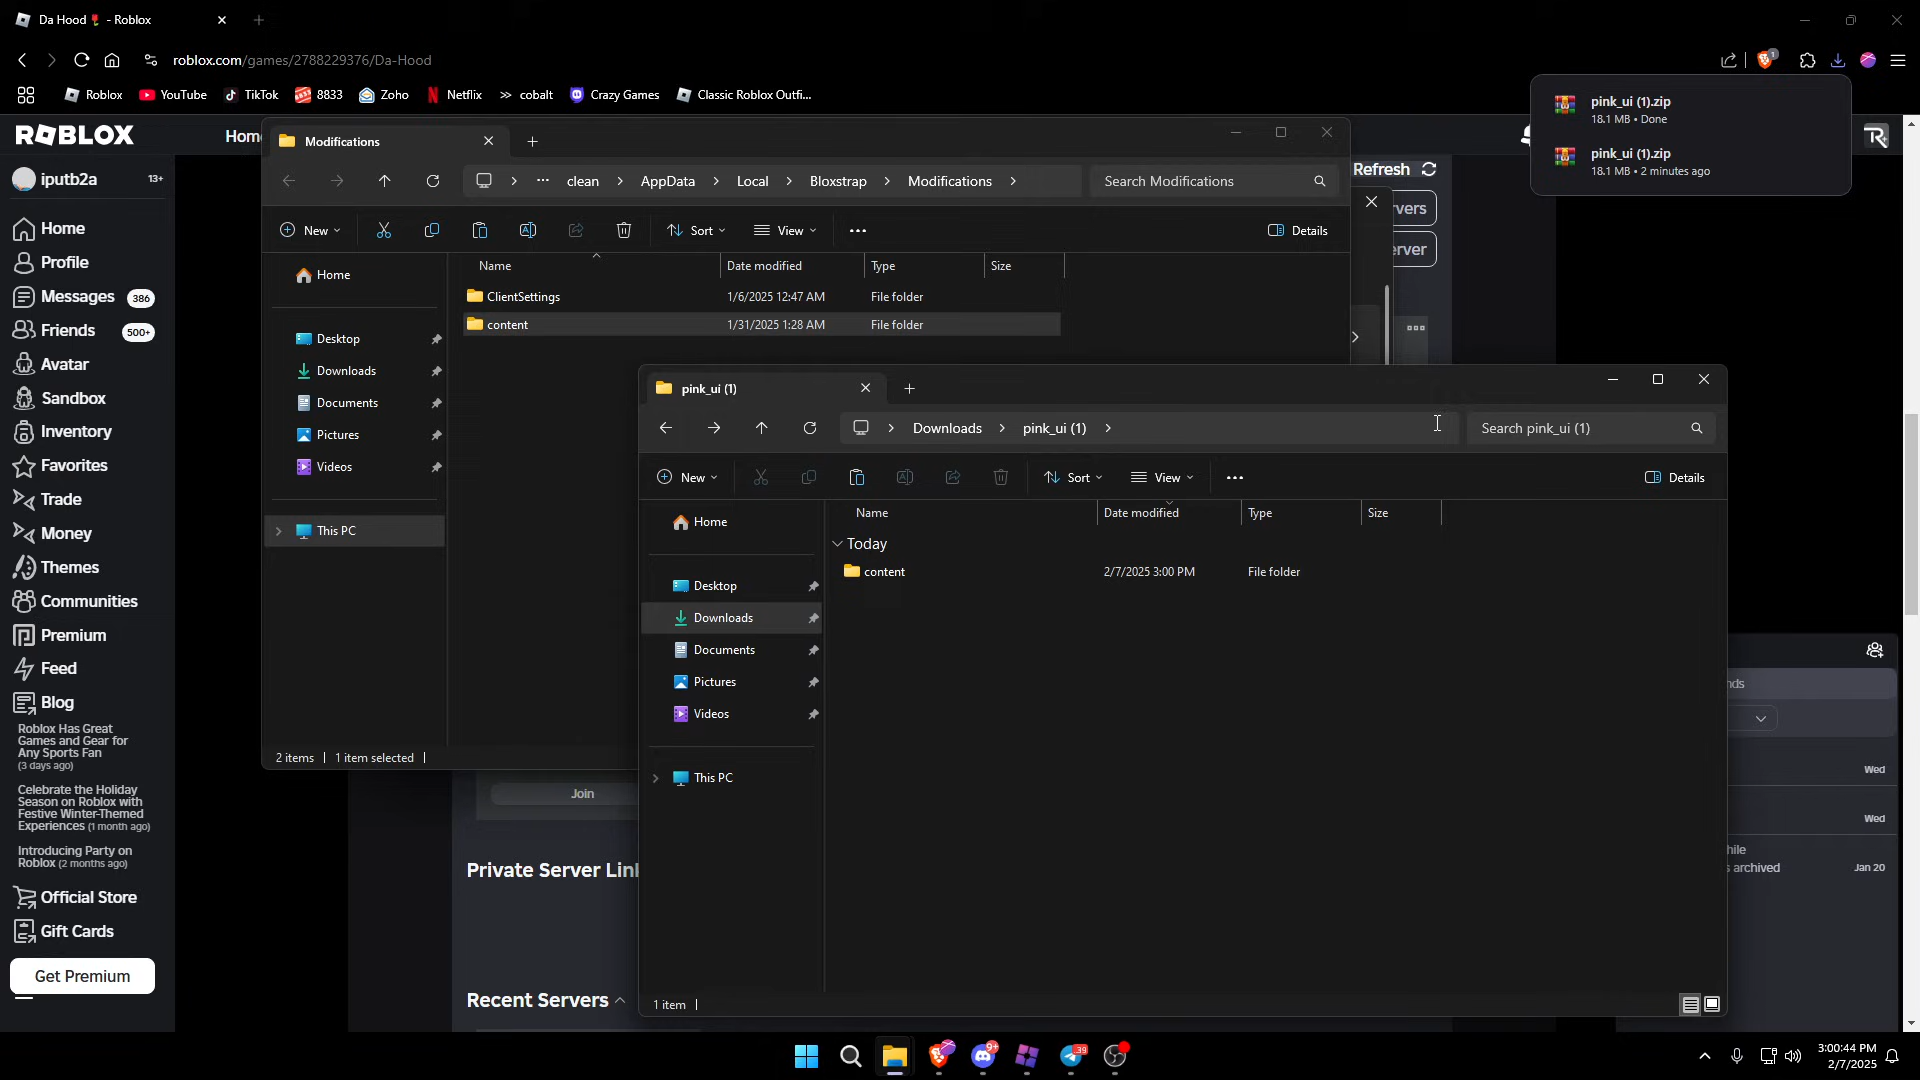 Da Hood 🌹 - Roblox
roblox.com/games/2788229376/Da-Hood
1
Roblox
YouTube
TikTok
8833
Zoho
Netflix
cobalt
Crazy Games
Classic Roblox Outfi...
pink_ui (1).zip
18.1 MB • Done
pink_ui (1).zip
18.1 MB • 2 minutes ago
ROBLOX
Hom
iputb2a
13+
Home
Profile
Messages
386
Friends
500+
Avatar
Sandbox
Inventory
Favorites
Trade
Money
Themes
Communities
Premium
Feed
Blog
Roblox Has Great
Games and Gear for
Any Sports Fan
(3 days ago)
Celebrate the Holiday
Season on Roblox with
Festive Winter-Themed
Experiences (1 month ago)
Introducing Party on
Roblox (2 months ago)
Official Store
Gift Cards
Get Premium
Modifications
clean
AppData
Local
Bloxstrap
Modifications
Search Modifications
New
Sort
View
Details
Name
Date modified
Type
Size
Home
Desktop
Downloads
Documents
Pictures
Videos
This PC
ClientSettings
1/6/2025 12:47 AM
File folder
content
1/31/2025 1:28 AM
File folder
2 items
1 item selected
Refresh
rvers
erver
pink_ui (1)
Downloads
pink_ui (1)
Search pink_ui (1)
New
Sort
View
Details
Name
Date modified
Type
Size
Home
Desktop
Downloads
Documents
Pictures
Videos
This PC
Today
content
2/7/2025 3:00 PM
File folder
1 item
Join
Private Server Lin
Recent Servers
nds
Wed
Wed
hile
s archived
Jan 20
9+
39
3:00:44 PM
2/7/2025